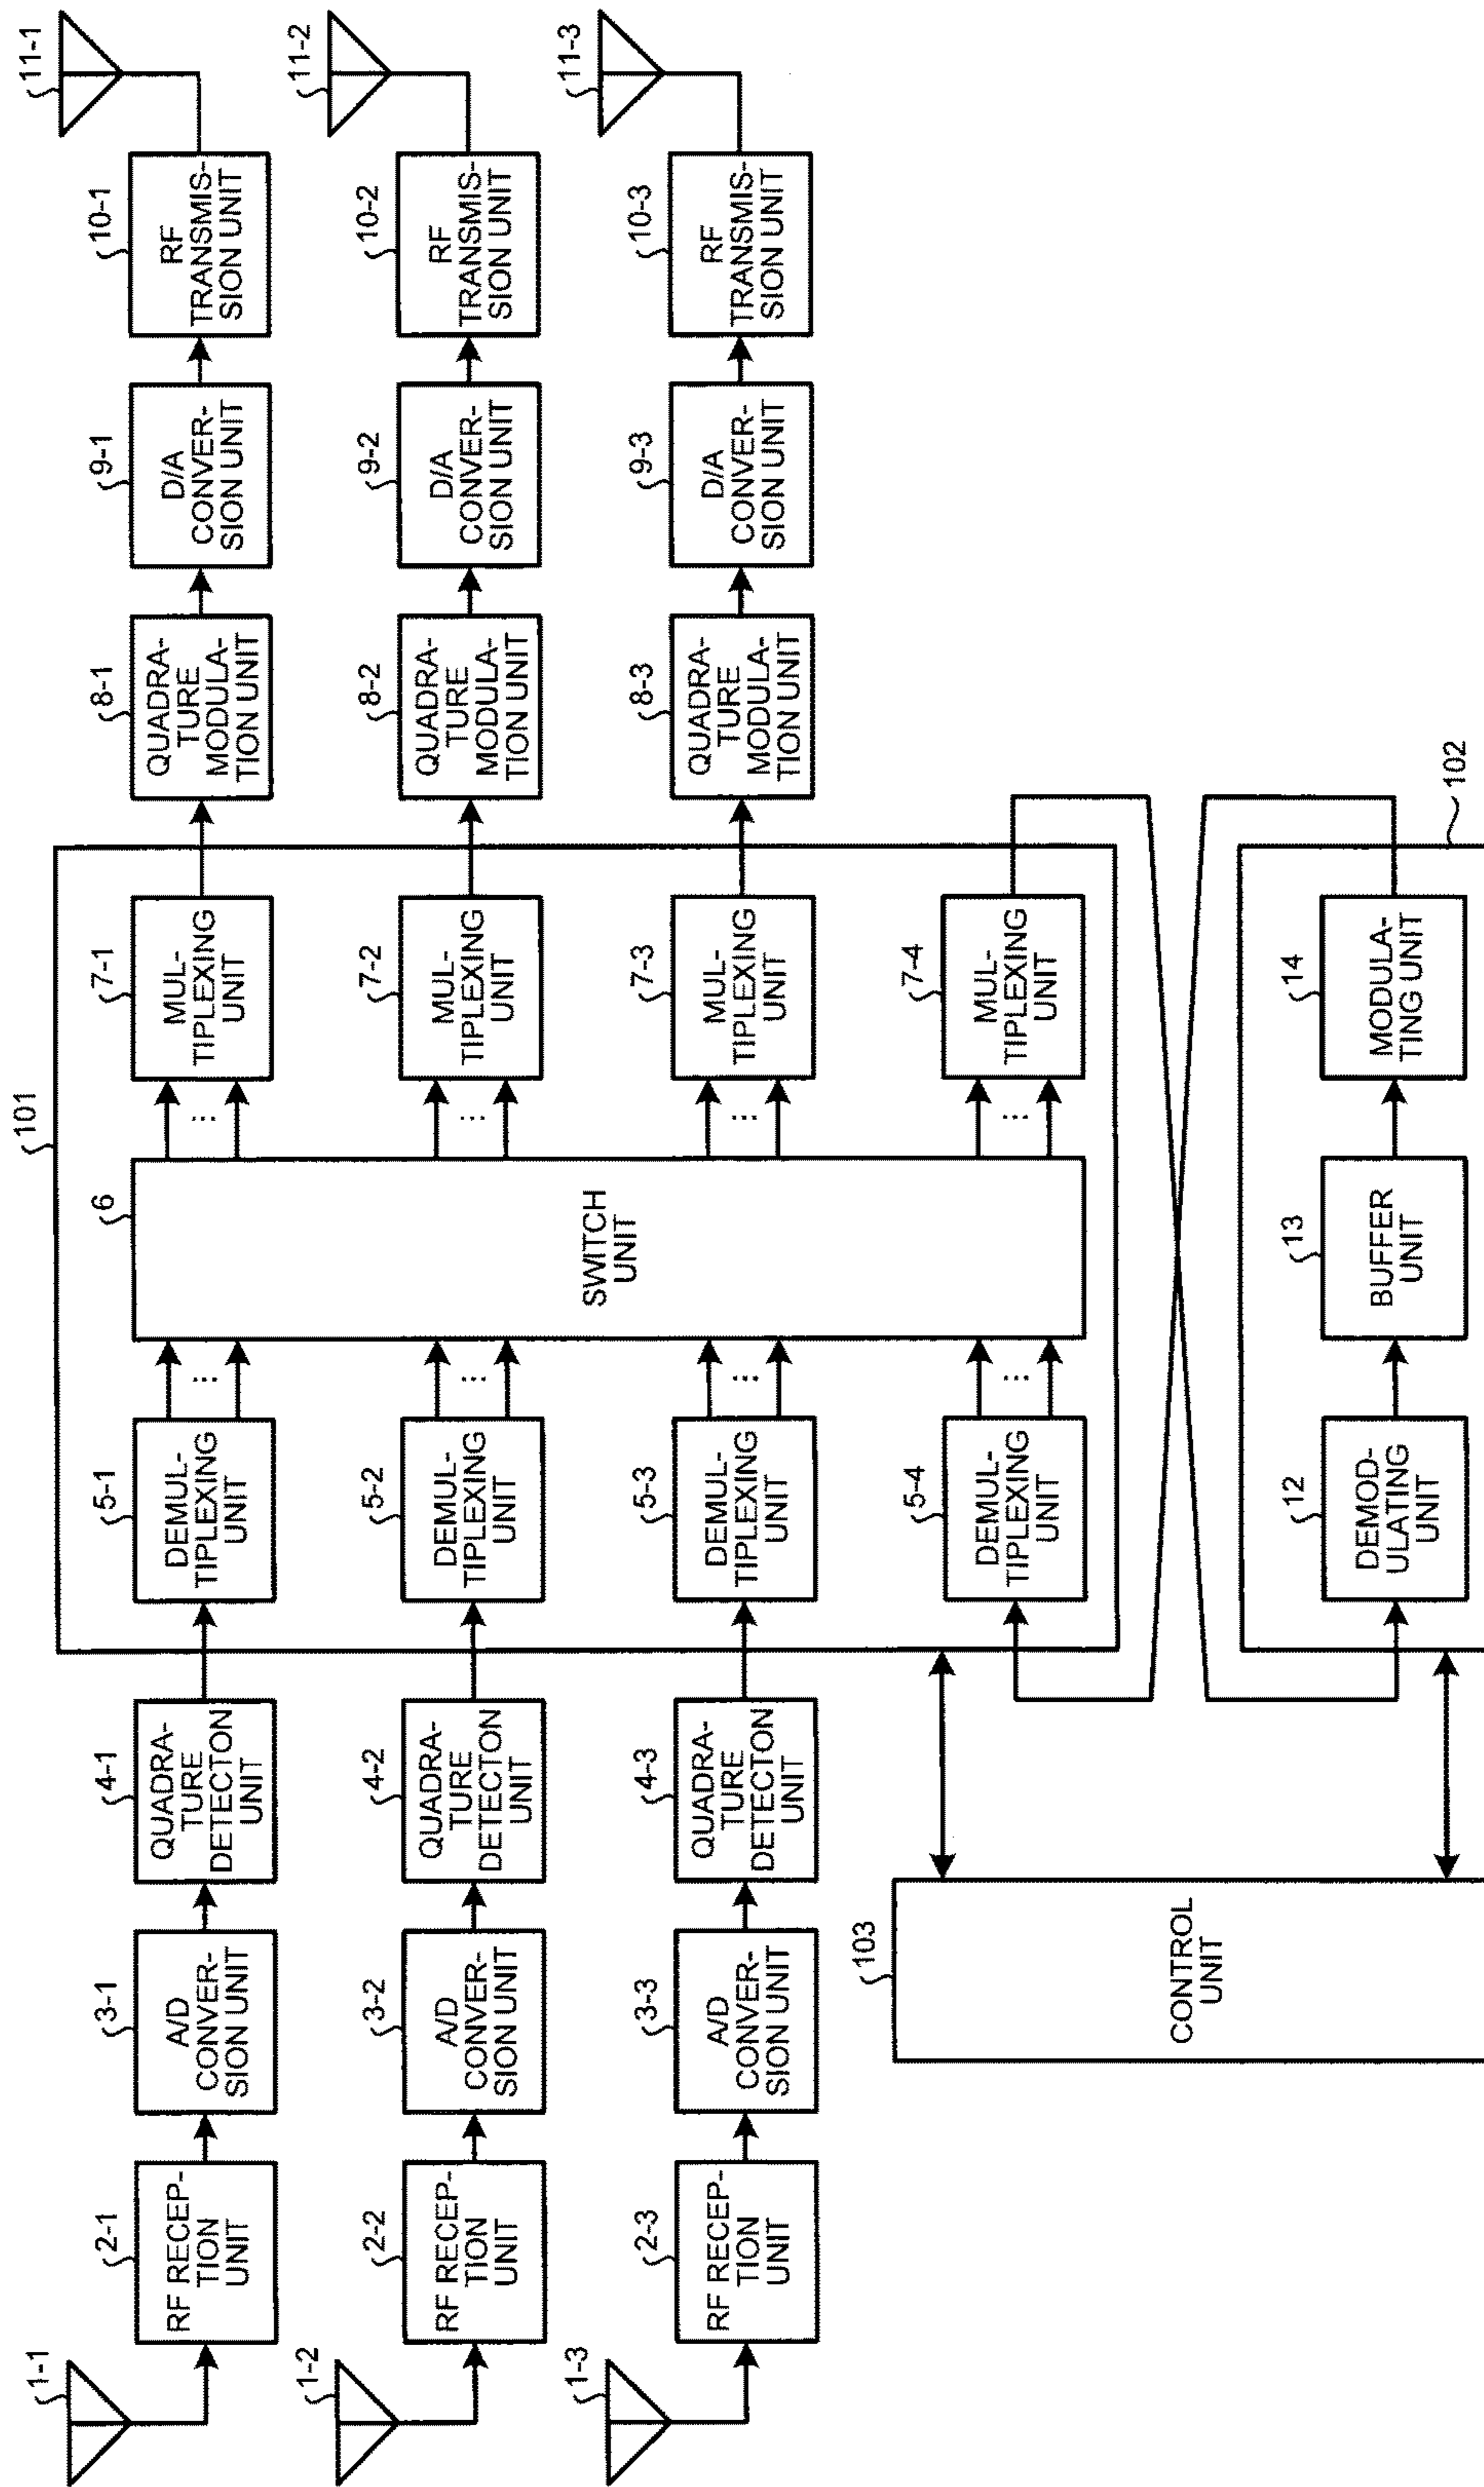 1-1
2-1
RF RECEP-
TION
UNIT
3-1
A/D
CONVER-
SION UNIT
4-1
QUADRA-
TURE
DETECTON
UNIT
101
5-1
DEMUL-
TIPLEXING
UNIT
...
6
SWITCH
UNIT
...
7-1
MUL-
TIPLEXING
UNIT
8-1
QUADRA-
TURE
MODULA-
TION UNIT
9-1
D/A
CONVER-
SION UNIT
10-1
RF
TRANSMIS-
SION UNIT
11-1
1-2
2-2
RF RECEP-
TION
UNIT
3-2
A/D
CONVER-
SION UNIT
4-2
QUADRA-
TURE
DETECTON
UNIT
5-2
DEMUL-
TIPLEXING
UNIT
...
...
7-2
MUL-
TIPLEXING
UNIT
8-2
QUADRA-
TURE
MODULA-
TION UNIT
9-2
D/A
CONVER-
SION UNIT
10-2
RF
TRANSMIS-
SION UNIT
11-2
1-3
2-3
RF RECEP-
TION
UNIT
3-3
A/D
CONVER-
SION UNIT
4-3
QUADRA-
TURE
DETECTON
UNIT
5-3
DEMUL-
TIPLEXING
UNIT
...
...
7-3
MUL-
TIPLEXING
UNIT
8-3
QUADRA-
TURE
MODULA-
TION UNIT
9-3
D/A
CONVER-
SION UNIT
10-3
RF
TRANSMIS-
SION UNIT
11-3
5-4
DEMUL-
TIPLEXING
UNIT
...
...
7-4
MUL-
TIPLEXING
UNIT
103
CONTROL
UNIT
102
12
DEMOD-
ULATING
UNIT
13
BUFFER
UNIT
14
MODULA-
TING UNIT